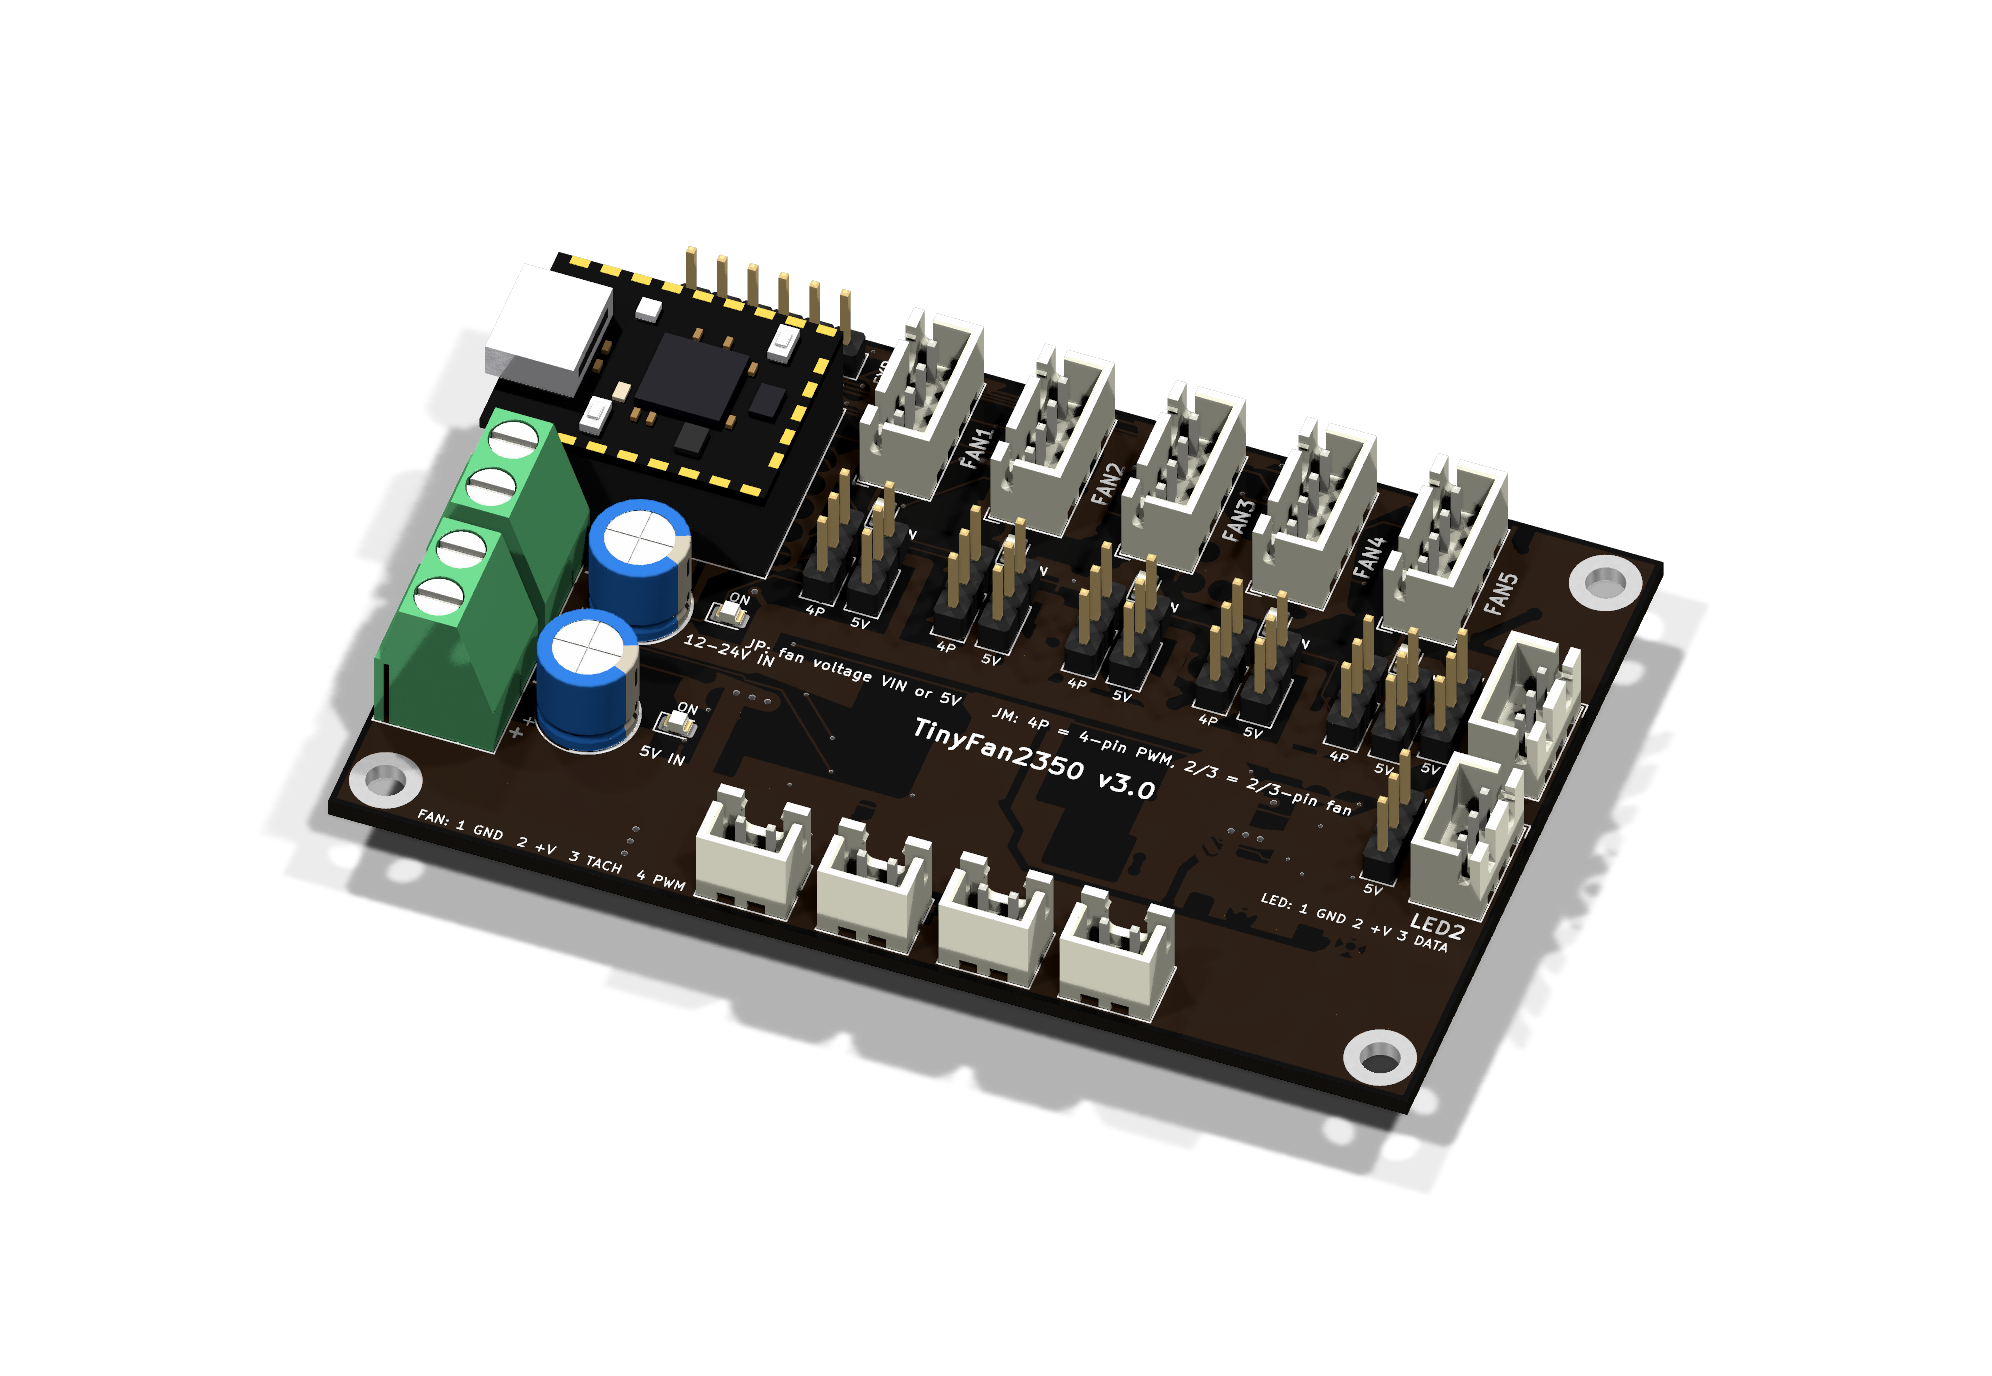 FAN1
FAN2
FAN3
FAN4
FAN5
4P
5V
4P
5V
4P
5V
4P
5V
4P
5V
5V
ON
12-24V IN
JP: fan voltage VIN or 5V
JM: 4P = 4-pin PWM, 2/3 = 2/3-pin fan
TinyFan2350 v3.0
ON
5V IN
+
+
5V
FAN: 1 GND 2 +V 3 TACH 4 PWM
LED: 1 GND 2 +V 3 DATA
LED2